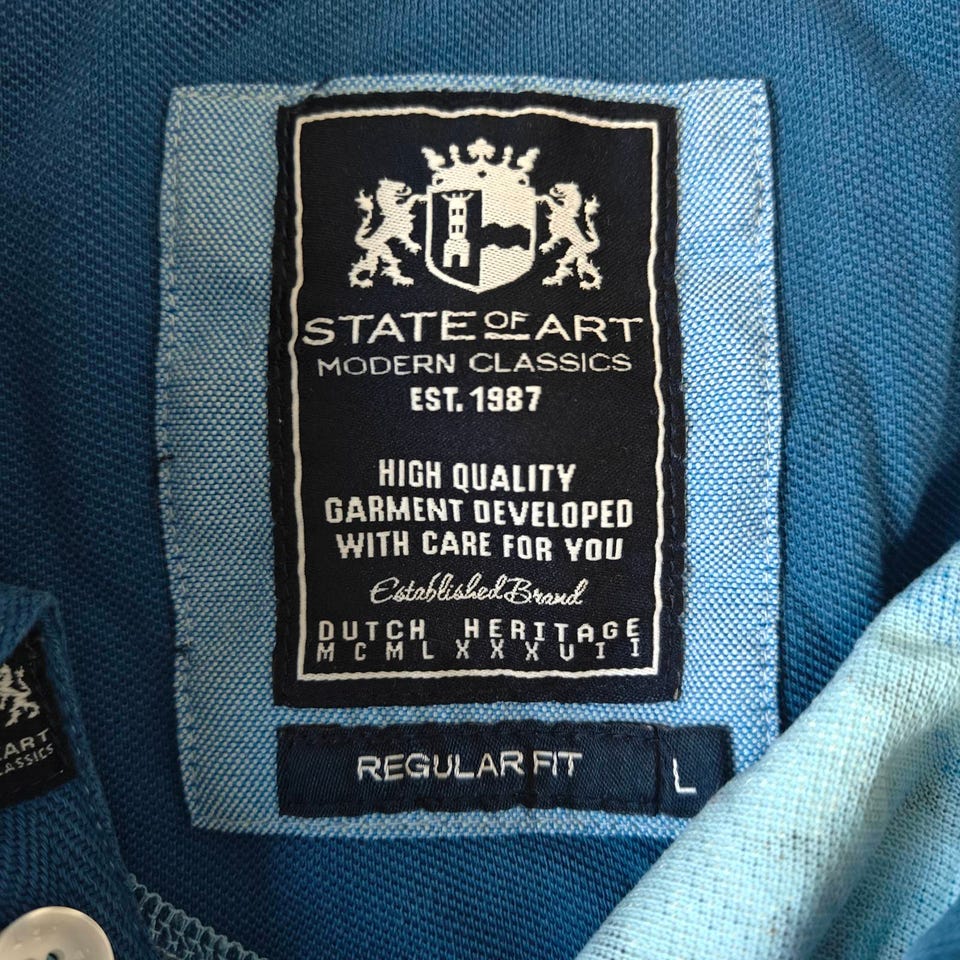 STATE OF ART
MODERN CLASSICS
EST. 1987
HIGH QUALITY
GARMENT DEVELOPED
WITH CARE FOR YOU
Established Brand
DUTCH HERITAGE
MCMLXXXVII
REGULAR FIT
L
ART